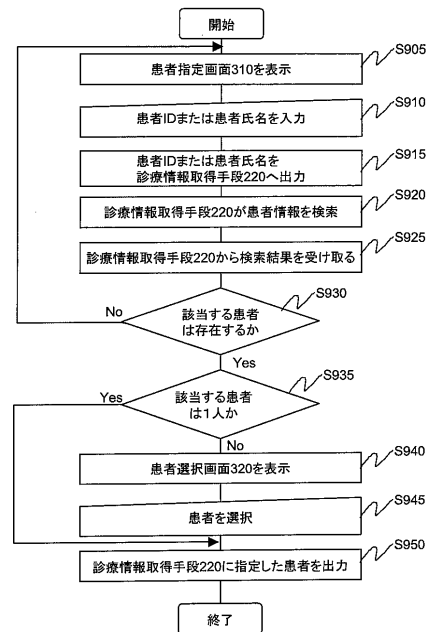 開始
患者指定画面310を表示
S905
患者IDまたは患者氏名を入力
S910
患者IDまたは患者氏名を
診療情報取得手段220へ出力
S915
診療情報取得手段220が患者情報を検索
S920
診療情報取得手段220から検索結果を受け取る
S925
該当する患者
は存在するか
S930
No
Yes
該当する患者
は1人か
S935
Yes
No
患者選択画面320を表示
S940
患者を選択
S945
診療情報取得手段220に指定した患者を出力
S950
終了